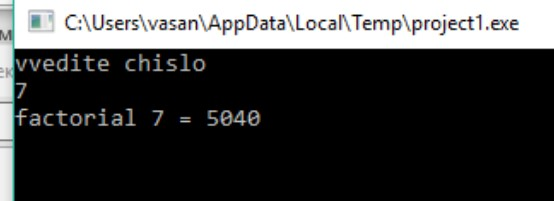 C:\Users\vasan\AppData\Local\Temp\project1.exe
vvedite chislo
7
factorial 7 = 5040